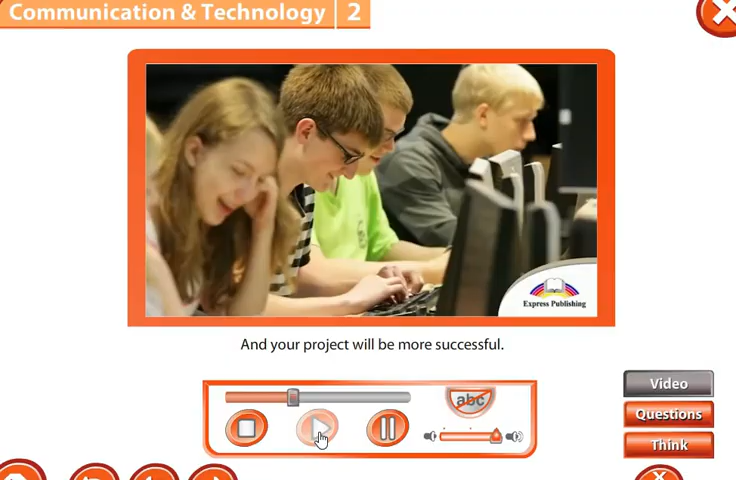 Communication & Technology 2
Express Publishing
And your project will be more successful.
abc
Video
Questions
Think